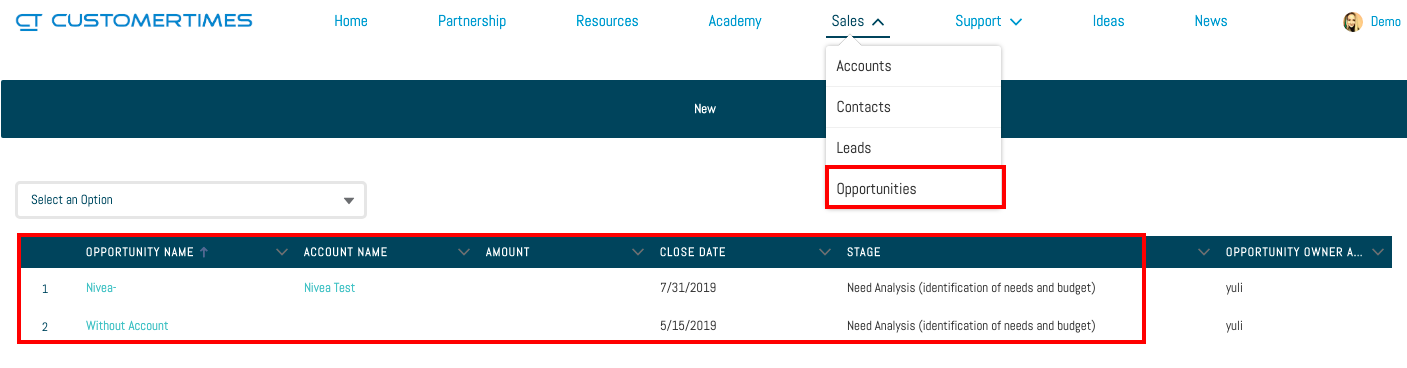 CT CUSTOMERTIMES Home Partnership Resources Academy Sales Support Ideas News Demo
Accounts
New
Contacts
Leads
Opportunities
Select an Option
OPPORTUNITY NAME ACCOUNT NAME AMOUNT CLOSE DATE STAGE OPPORTUNITY OWNER A...
1 Nivea- Nivea Test 7/31/2019 Need Analysis (identification of needs and budget) yuli
2 Without Account 5/15/2019 Need Analysis (identification of needs and budget) yuli